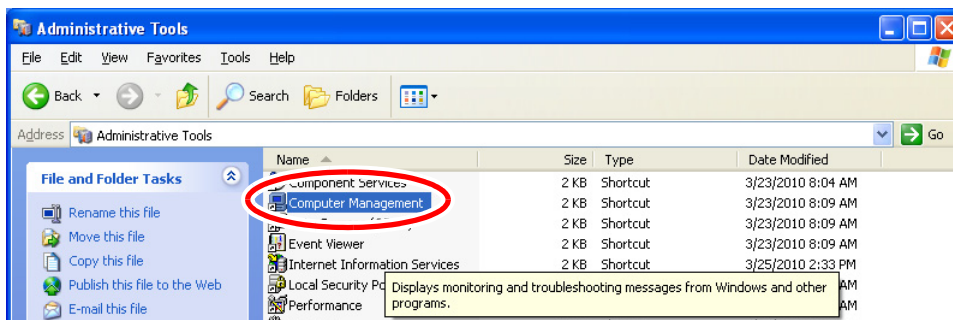 Administrative Tools
File Edit View Favorites Tools Help
Back Search Folders
Address Administrative Tools Go
Name Size Type Date Modified
File and Folder Tasks
Component Services 2 KB Shortcut 3/23/2010 8:04 AM
Computer Management 2 KB Shortcut 3/23/2010 8:09 AM
Rename this file
2 KB Shortcut 3/23/2010 8:09 AM
Move this file
Event Viewer 2 KB Shortcut 3/23/2010 8:09 AM
Copy this file
Internet Information Services 2 KB Shortcut 3/25/2010 2:33 PM
Publish this file to the Web
Local Security Po AM
Displays monitoring and troubleshooting messages from Windows and other
programs.
E-mail this file
Performance AM